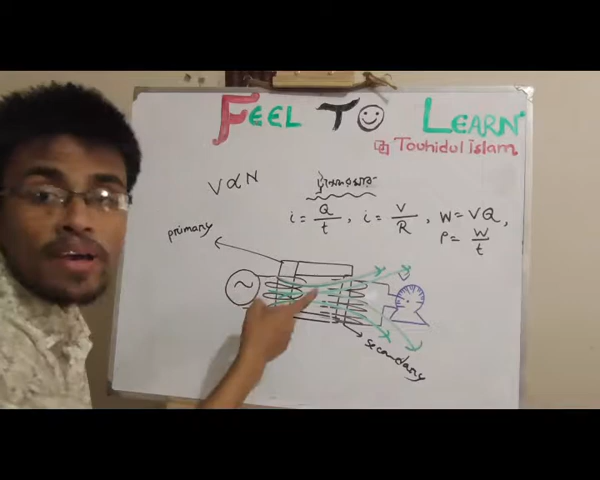 FEEL TO LEARN
Touhidul Islam
V ∝ N
i = Q/t , i = V/R , W = VQ ,
P = W/t
primary
secondary